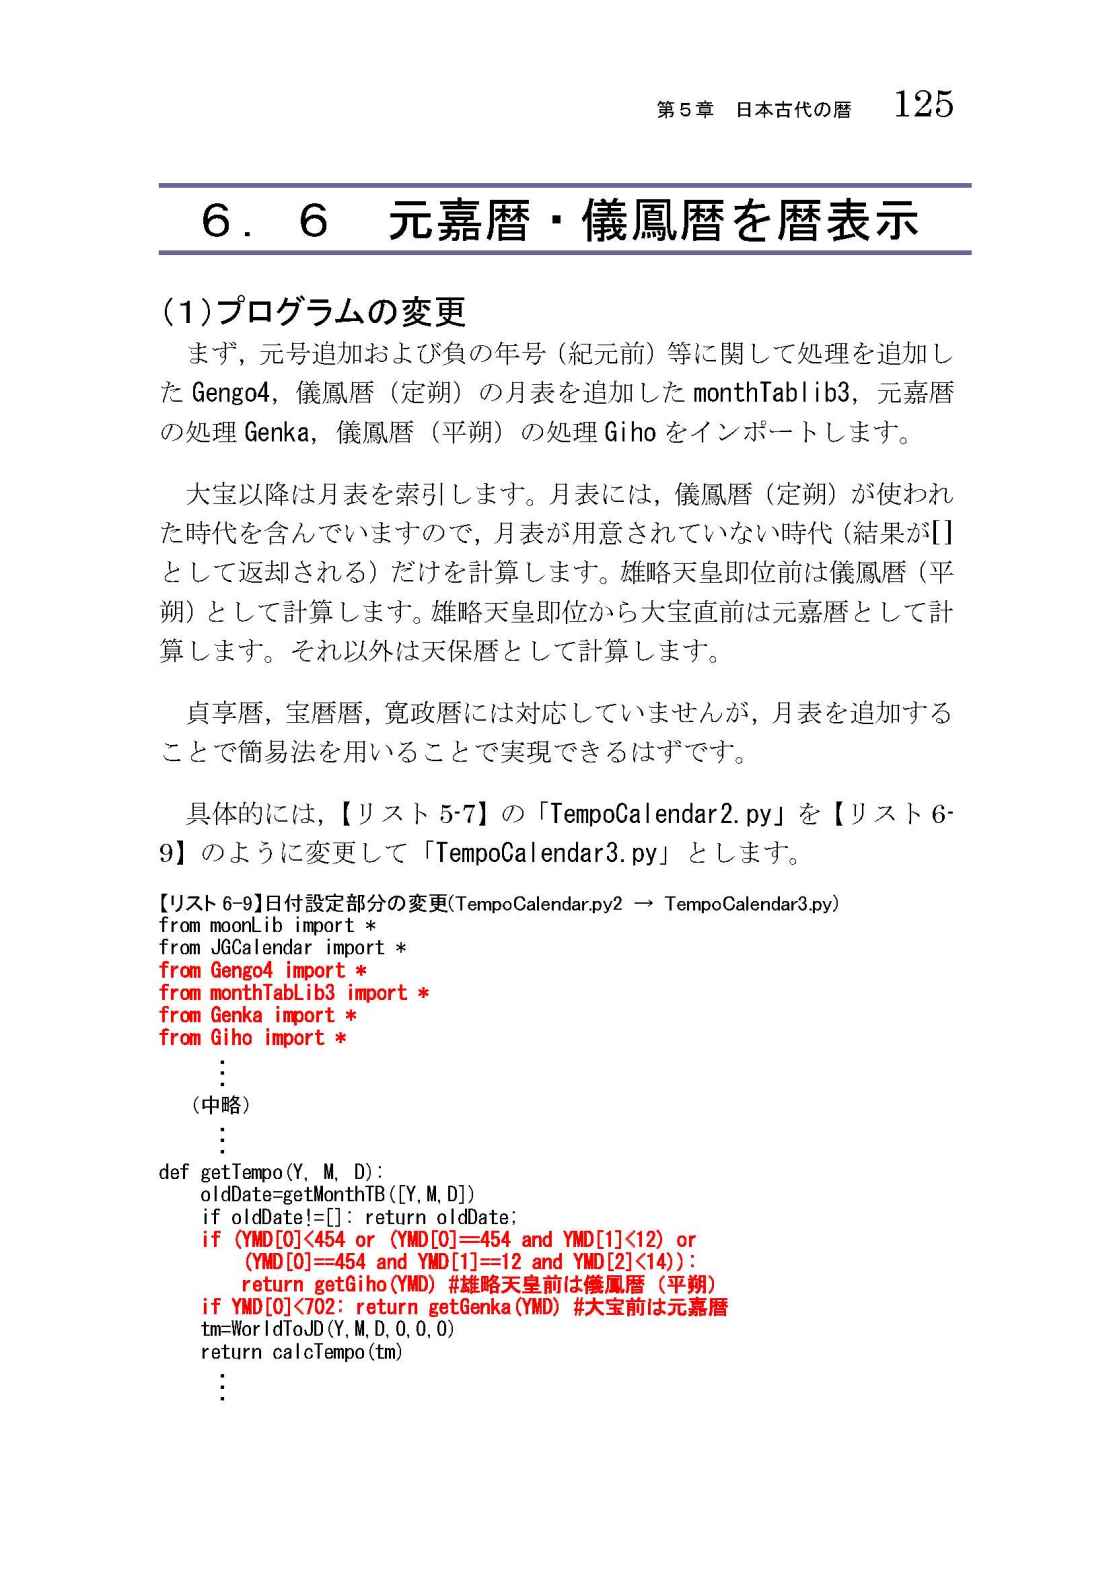 第５章　日本古代の暦　125
６．６　元嘉暦・儀鳳暦を暦表示
(１)プログラムの変更
まず，元号追加および負の年号（紀元前）等に関して処理を追加し
た Gengo4，儀鳳暦（定朔）の月表を追加した monthTablib3，元嘉暦
の処理 Genka，儀鳳暦（平朔）の処理 Giho をインポートします。
大宝以降は月表を索引します。月表には，儀鳳暦（定朔）が使われ
た時代を含んでいますので，月表が用意されていない時代（結果が[]
として返却される）だけを計算します。雄略天皇即位前は儀鳳暦（平
朔）として計算します。雄略天皇即位から大宝直前は元嘉暦として計
算します。それ以外は天保暦として計算します。
貞享暦，宝暦暦，寛政暦には対応していませんが，月表を追加する
ことで簡易法を用いることで実現できるはずです。
具体的には，【リスト 5-7】の「TempoCalendar2.py」を【リスト 6-
9】のように変更して「TempoCalendar3.py」とします。
【リスト 6-9】日付設定部分の変更(TempoCalendar.py2 → TempoCalendar3.py)
from moonLib import *
from JGCalendar import *
from Gengo4 import *
from monthTabLib3 import *
from Genka import *
from Giho import *
⋮
（中略）
⋮
def getTempo(Y, M, D):
    oldDate=getMonthTB([Y,M,D])
    if oldDate!=[]: return oldDate;
    if (YMD[0]<454 or (YMD[0]==454 and YMD[1]<12) or
        (YMD[0]==454 and YMD[1]==12 and YMD[2]<14)):
        return getGiho(YMD) #雄略天皇前は儀鳳暦（平朔）
    if YMD[0]<702: return getGenka(YMD) #大宝前は元嘉暦
    tm=WorldToJD(Y,M,D,0,0,0)
    return calcTempo(tm)
⋮